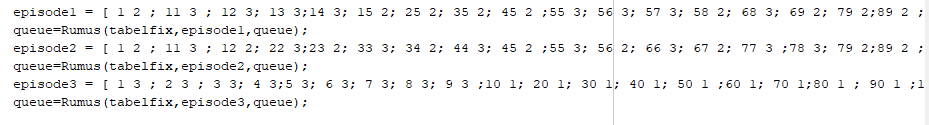 episode1 = [ 1 2 ; 11 3 ; 12 3; 13 3;14 3; 15 2; 25 2; 35 2; 45 2 ;55 3; 56 3; 57 3; 58 2; 68 3; 69 2; 79 2;89 2 ;
queue=Rumus(tabelfix,episode1,queue);
episode2 = [ 1 2 ; 11 3 ; 12 2; 22 3;23 2; 33 3; 34 2; 44 3; 45 2 ;55 3; 56 2; 66 3; 67 2; 77 3 ;78 3; 79 2;89 2 ;
queue=Rumus(tabelfix,episode2,queue);
episode3 = [ 1 3 ; 2 3 ; 3 3; 4 3;5 3; 6 3; 7 3; 8 3; 9 3 ;10 1; 20 1; 30 1; 40 1; 50 1 ;60 1; 70 1;80 1 ; 90 1 ;1
queue=Rumus(tabelfix,episode3,queue);